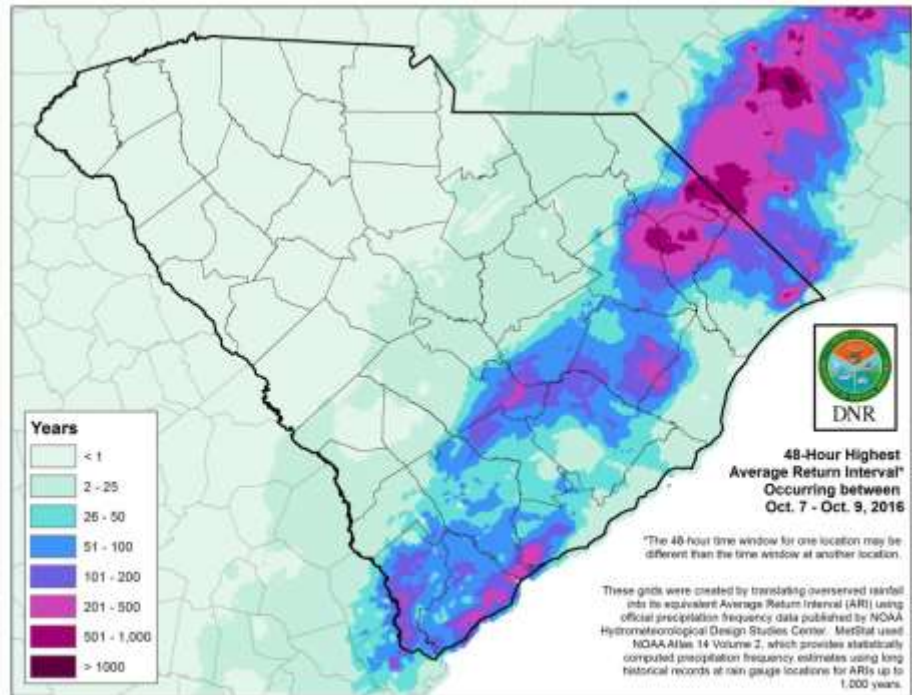 DNR
48-Hour Highest
Average Return Interval*
Occurring between
Oct. 7 - Oct. 9, 2016
*The 48-hour time window for one location may be
different than the time window at another location.
These grids were created by translating overserved rainfall
into its equivalent Average Return Interval (ARI) using
official precipitation frequency data published by NOAA
Hydrometeorological Design Studies Center. MetStat used
NOAA Atlas 14 Volume 2, which provides statistically
computed precipitation frequency estimates using long
historical records at rain gauge locations for ARIs up to
1,000 years.
Years
< 1
2 - 25
26 - 50
51 - 100
101 - 200
201 - 500
501 - 1,000
> 1000